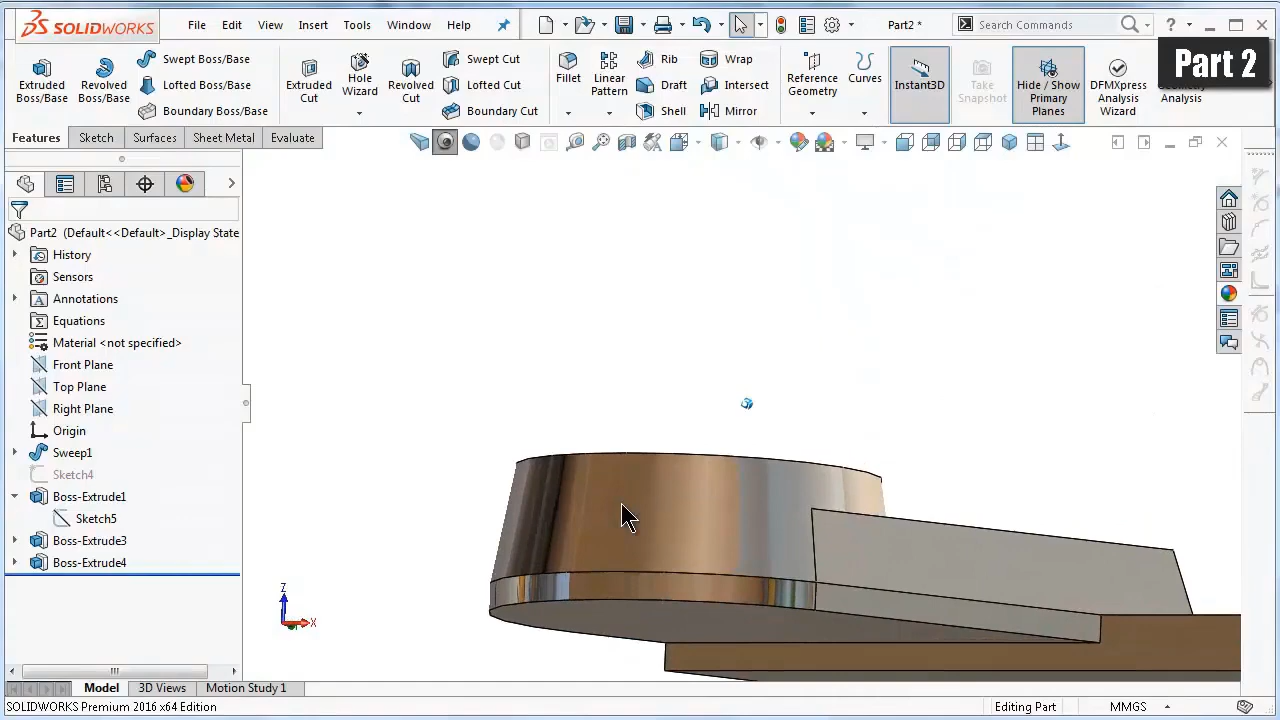 SOLIDWORKS
File
Edit
View
Insert
Tools
Window
Help
Part2 *
Search Commands
?
Part 2
Extruded Boss/Base
Revolved Boss/Base
Swept Boss/Base
Lofted Boss/Base
Boundary Boss/Base
Extruded Cut
Hole Wizard
Revolved Cut
Swept Cut
Lofted Cut
Boundary Cut
Fillet
Linear Pattern
Rib
Draft
Shell
Wrap
Intersect
Mirror
Reference Geometry
Curves
Instant3D
Take Snapshot
Hide / Show Primary Planes
DFMXpress Analysis Wizard
Analysis
Features
Sketch
Surfaces
Sheet Metal
Evaluate
Part2 (Default<<Default>_Display State
History
Sensors
Annotations
Equations
Material <not specified>
Front Plane
Top Plane
Right Plane
Origin
Sweep1
Sketch4
Boss-Extrude1
Sketch5
Boss-Extrude3
Boss-Extrude4
Z
X
Model
3D Views
Motion Study 1
SOLIDWORKS Premium 2016 x64 Edition
Editing Part
MMGS